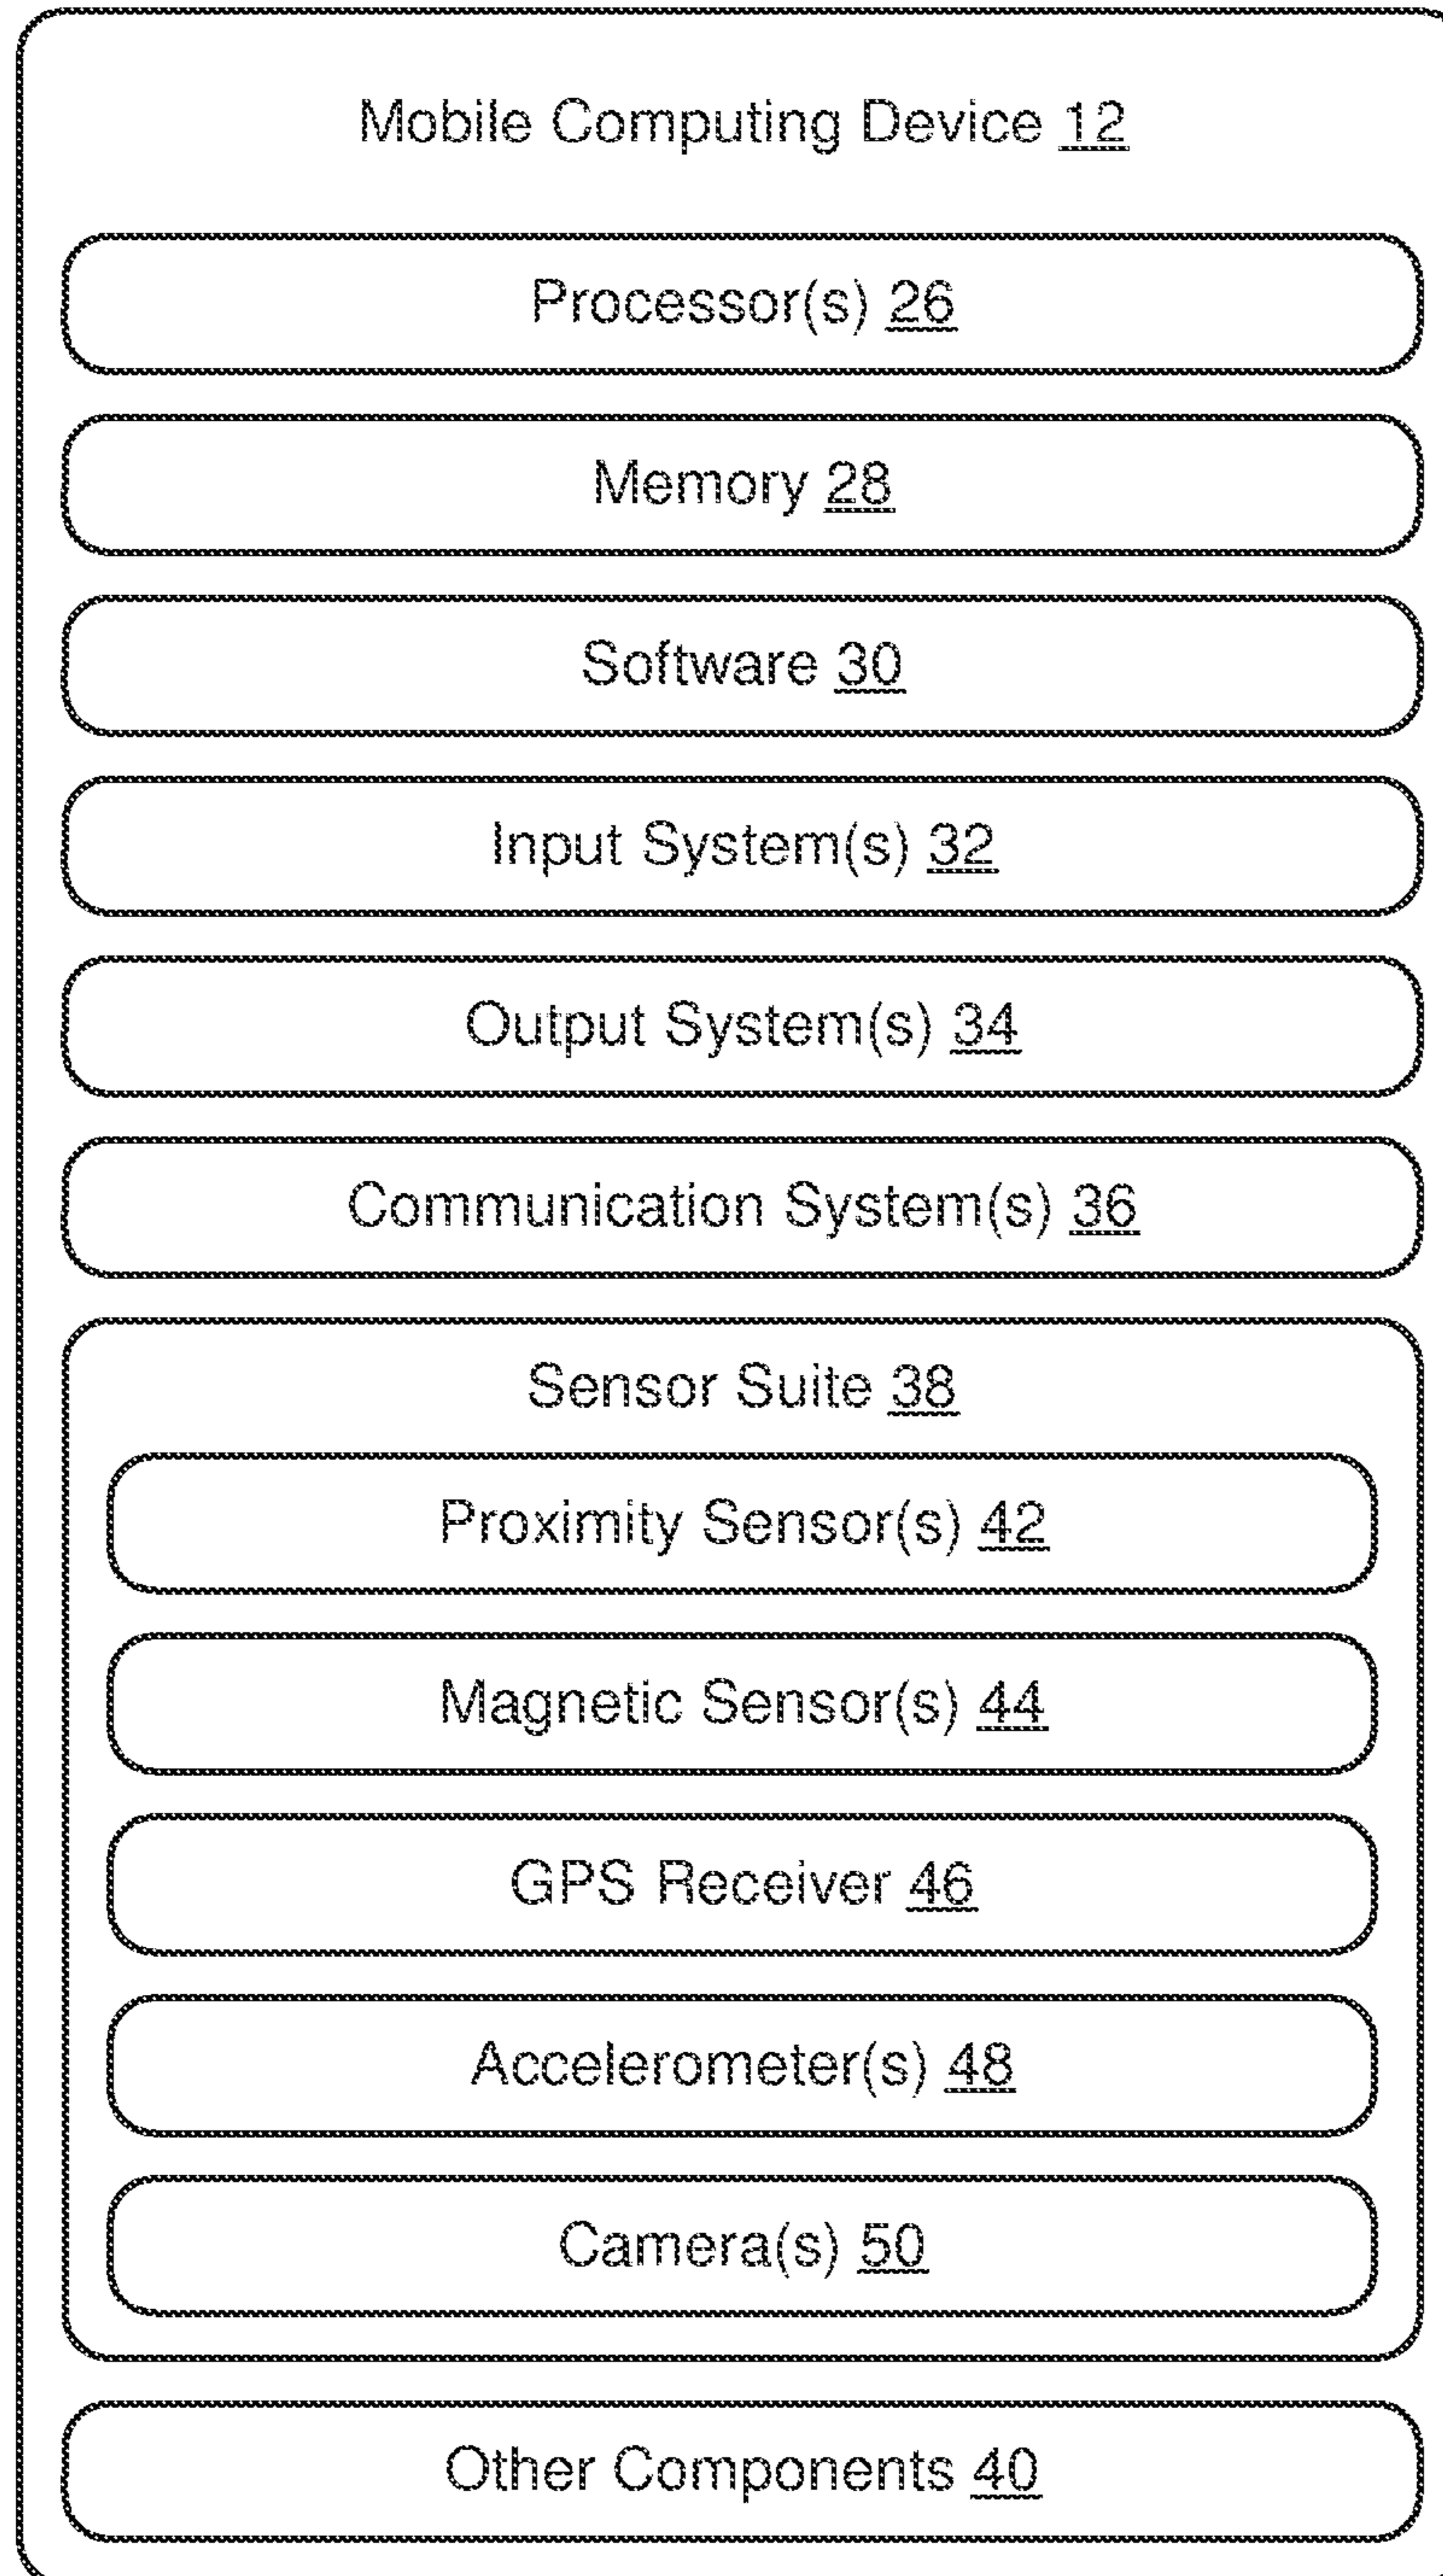 Mobile Computing Device 12
Processor(s) 26
Memory 28
Software 30
Input System(s) 32
Output System(s) 34
Communication System(s) 36
Sensor Suite 38
Proximity Sensor(s) 42
Magnetic Sensor(s) 44
GPS Receiver 46
Accelerometer(s) 48
Camera(s) 50
Other Components 40